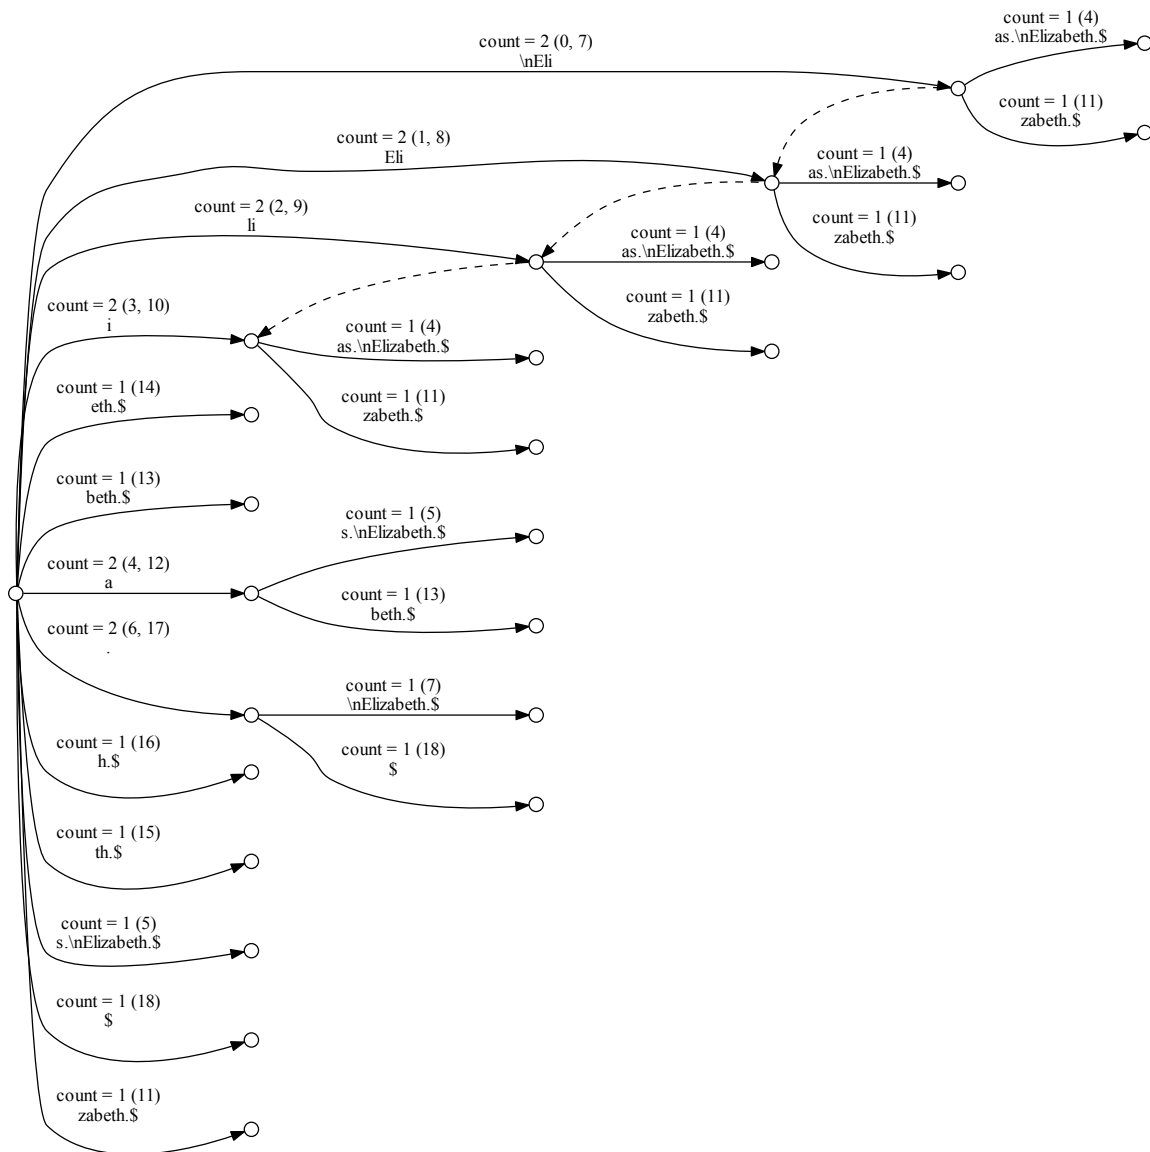 count = 1 (4)
as.\nElizabeth.$
count = 2 (0, 7)
\nEli
count = 1 (11)
zabeth.$
count = 2 (1, 8)
Eli
count = 1 (4)
as.\nElizabeth.$
count = 2 (2, 9)
li
count = 1 (11)
zabeth.$
count = 1 (4)
as.\nElizabeth.$
count = 1 (11)
zabeth.$
count = 2 (3, 10)
i
count = 1 (4)
as.\nElizabeth.$
count = 1 (14)
eth.$
count = 1 (11)
zabeth.$
count = 1 (13)
beth.$
count = 1 (5)
s.\nElizabeth.$
count = 2 (4, 12)
a
count = 1 (13)
beth.$
count = 2 (6, 17)
.
count = 1 (7)
\nElizabeth.$
count = 1 (16)
h.$
count = 1 (18)
$
count = 1 (15)
th.$
count = 1 (5)
s.\nElizabeth.$
count = 1 (18)
$
count = 1 (11)
zabeth.$